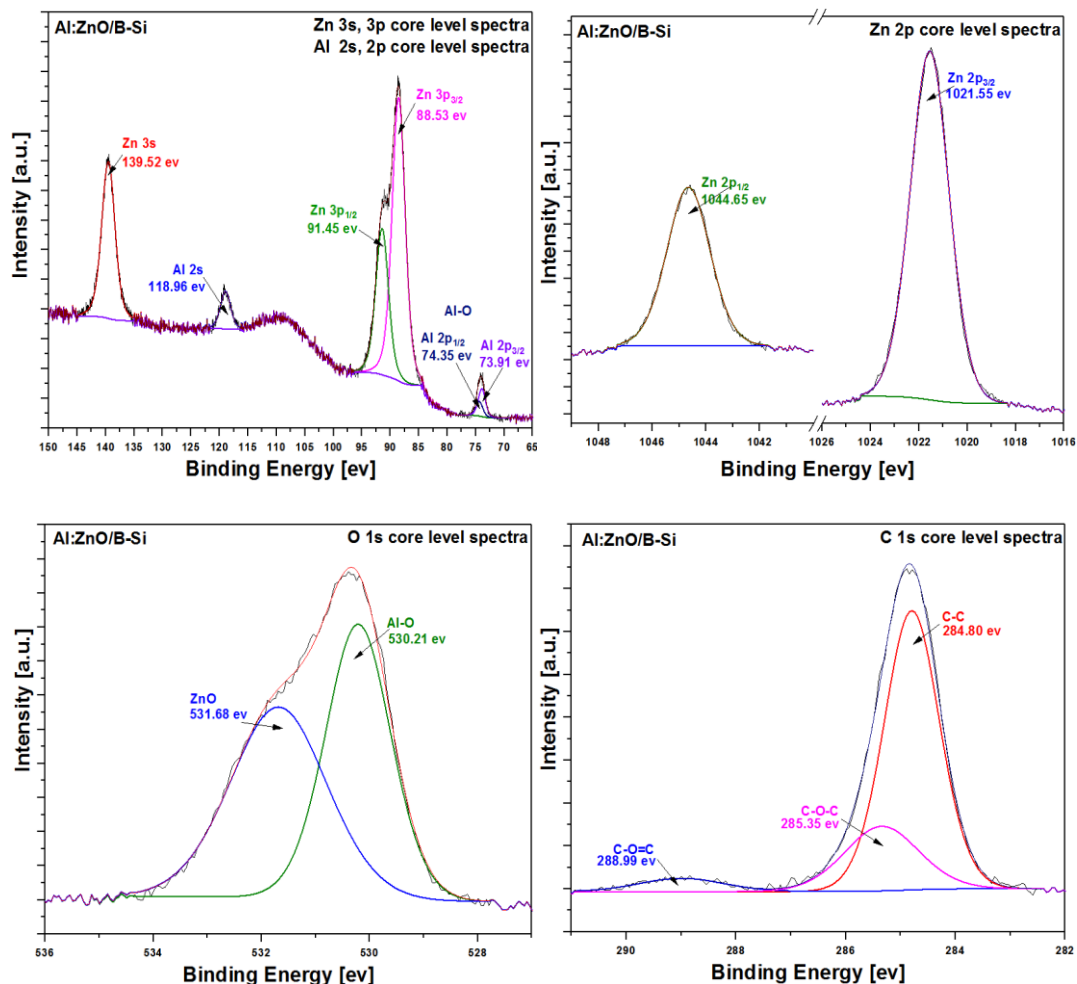 Al:ZnO/B-Si
Zn 3s, 3p core level spectra
Al 2s, 2p core level spectra
Zn 3s
139.52 ev
Al 2s
118.96 ev
Zn 3p1/2
91.45 ev
Zn 3p3/2
88.53 ev
Al-O
Al 2p1/2
74.35 ev
Al 2p3/2
73.91 ev
Intensity [a.u.]
150 145 140 135 130 125 120 115 110 105 100 95 90 85 80 75 70 65
Binding Energy [ev]
Al:ZnO/B-Si
Zn 2p core level spectra
Zn 2p3/2
1021.55 ev
Zn 2p1/2
1044.65 ev
Intensity [a.u.]
1048 1046 1044 1042 1026 1024 1022 1020 1018 1016
Binding Energy [ev]
Al:ZnO/B-Si
O 1s core level spectra
Al-O
530.21 ev
ZnO
531.68 ev
Intensity [a.u.]
536 534 532 530 528
Binding Energy [ev]
Al:ZnO/B-Si
C 1s core level spectra
C-C
284.80 ev
C-O-C
285.35 ev
C-O=C
288.99 ev
Intensity [a.u.]
290 288 286 284 282
Binding Energy [ev]